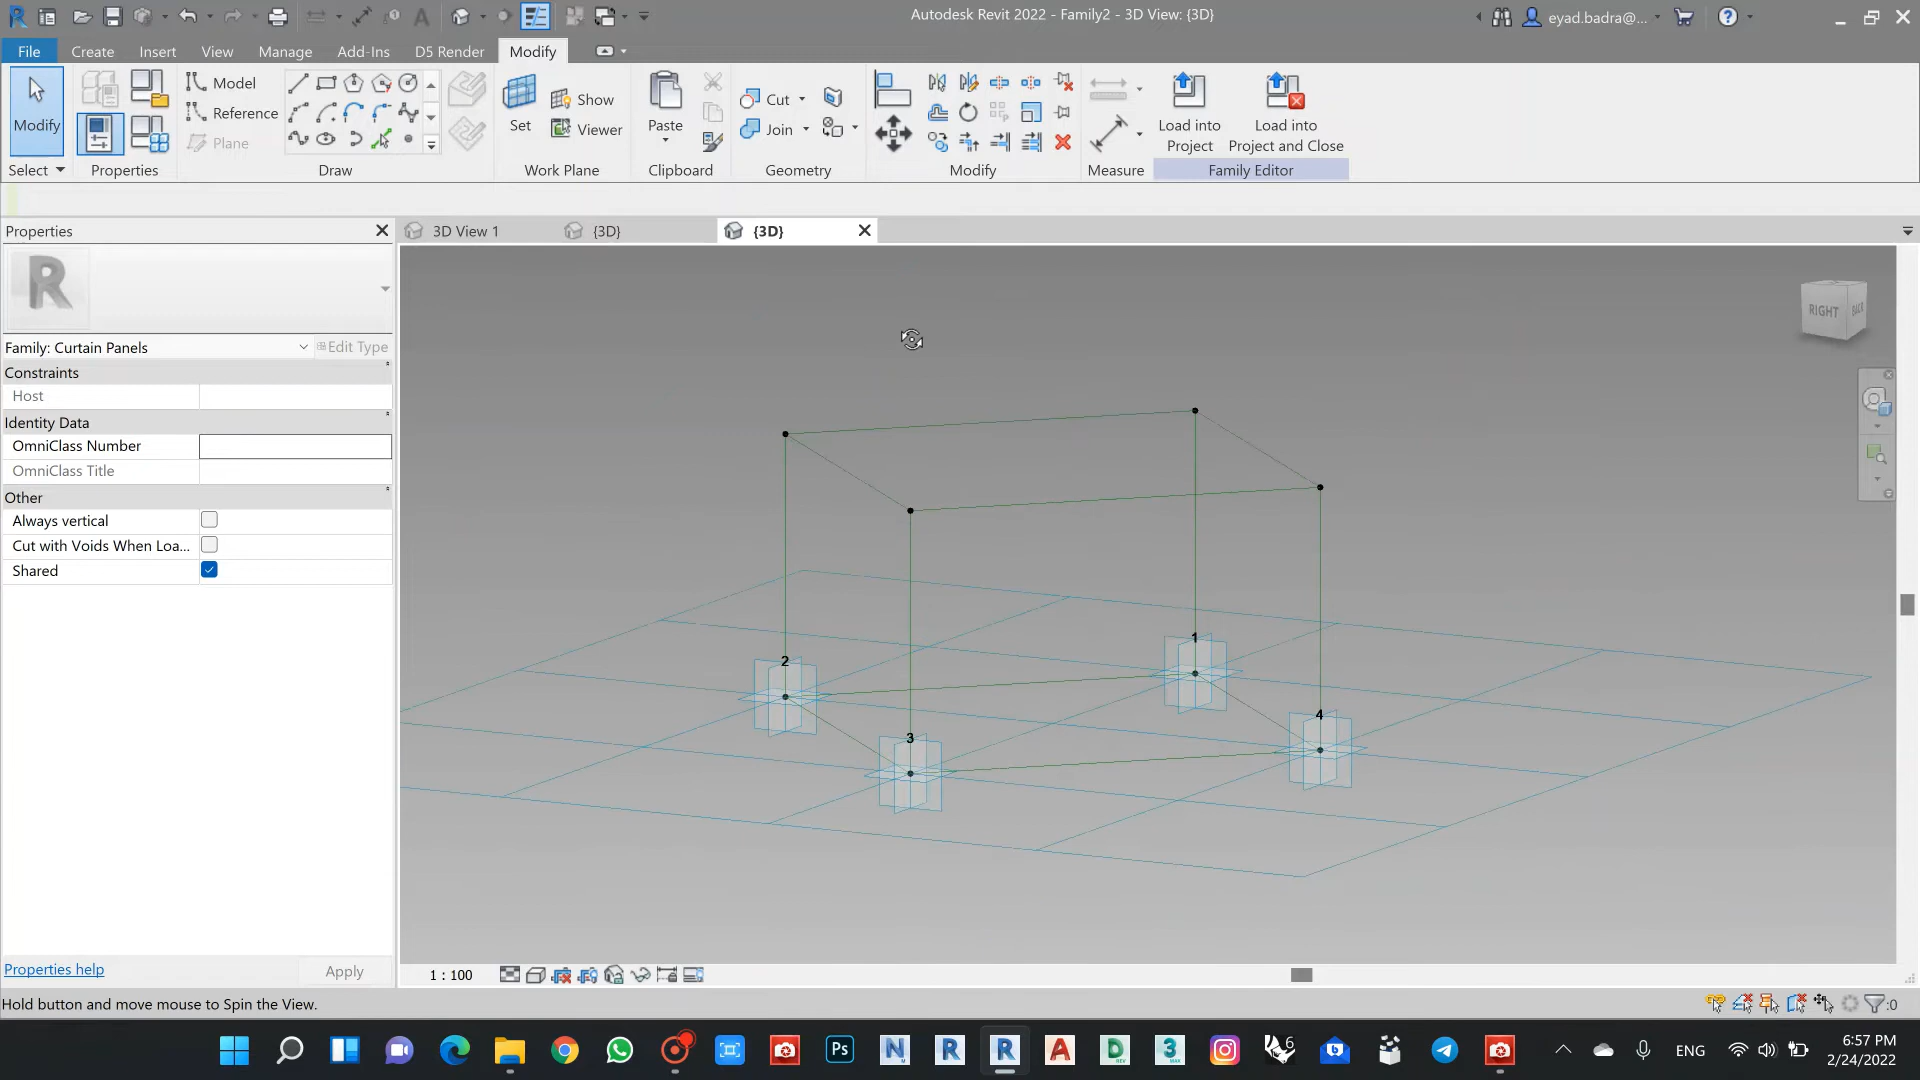 Autodesk Revit 2022 - Family2 - 3D View: {3D}
eyad.badra@...
File Create Insert View Manage Add-Ins D5 Render Modify
Modify
Model
Reference
Plane
Set
Show
Viewer
Paste
Cut
Join
Load into
Project
Load into
Project and Close
Select Properties Draw Work Plane Clipboard Geometry Modify Measure Family Editor
Properties
3D View 1
{3D}
{3D}
R
Family: Curtain Panels
Edit Type
Constraints
Host
Identity Data
OmniClass Number
OmniClass Title
Other
Always vertical
Cut with Voids When Loa...
Shared
RIGHT
BACK
1
2
3
4
Properties help
Apply
1 : 100
Hold button and move mouse to Spin the View.
:0
Ps
N
R
R
A
D
3
6
ENG
6:57 PM
2/24/2022